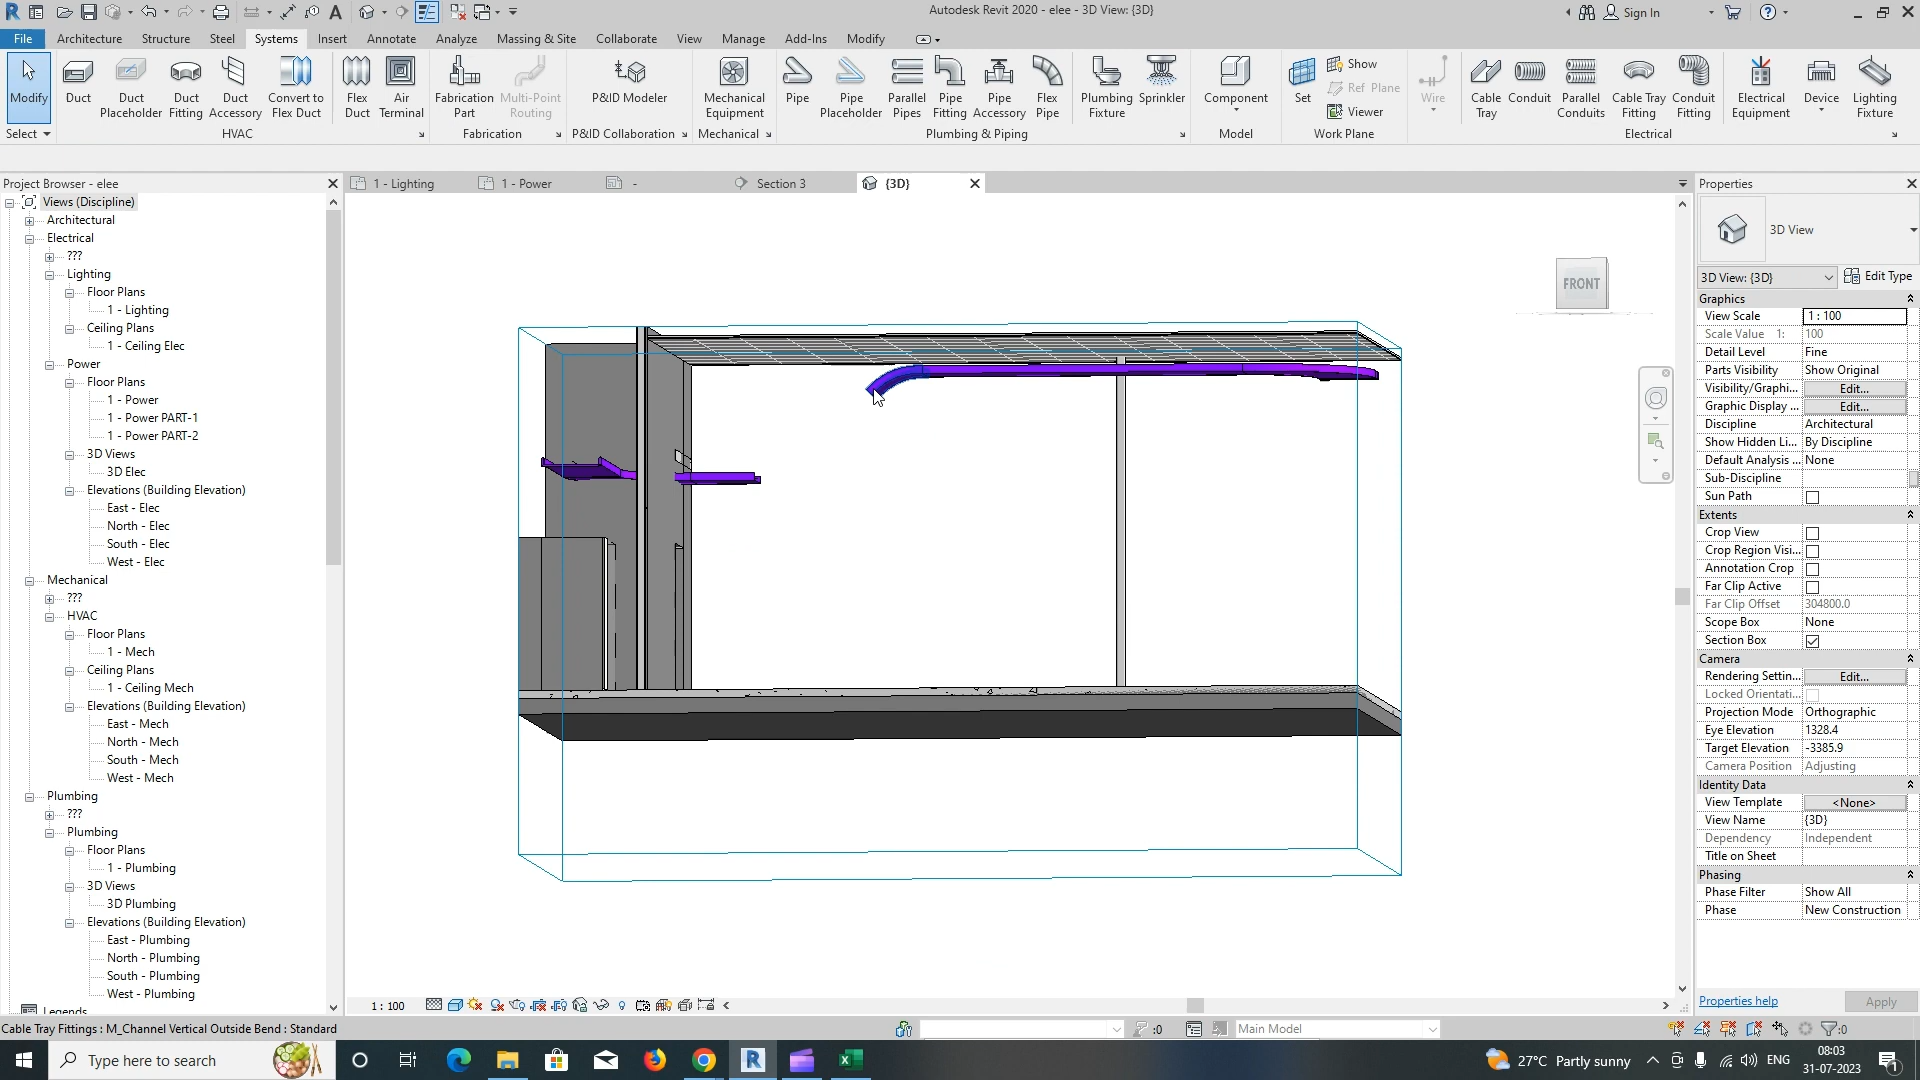 Autodesk Revit 2020 - elee - 3D View: {3D}
Sign In
File Architecture Structure Steel Systems Insert Annotate Analyze Massing & Site Collaborate View Manage Add-Ins Modify
Modify
Duct
Duct Placeholder
Duct Fitting
Duct Accessory
Convert to Flex Duct
Flex Duct
Air Terminal
Fabrication Part
Multi-Point Routing
P&ID Modeler
Mechanical Equipment
Pipe
Pipe Placeholder
Parallel Pipes
Pipe Fitting
Pipe Accessory
Flex Pipe
Plumbing Fixture
Sprinkler
Component
Set
Show
Ref Plane
Viewer
Wire
Cable Tray
Conduit
Parallel Conduits
Cable Tray Fitting
Conduit Fitting
Electrical Equipment
Device
Lighting Fixture
Select HVAC Fabrication P&ID Collaboration Mechanical Plumbing & Piping Model Work Plane Electrical
Project Browser - elee
1 - Lighting 1 - Power - Section 3 {3D}
Views (Discipline)
Architectural
Electrical
???
Lighting
Floor Plans
1 - Lighting
Ceiling Plans
1 - Ceiling Elec
Power
Floor Plans
1 - Power
1 - Power PART-1
1 - Power PART-2
3D Views
3D Elec
Elevations (Building Elevation)
East - Elec
North - Elec
South - Elec
West - Elec
Mechanical
???
HVAC
Floor Plans
1 - Mech
Ceiling Plans
1 - Ceiling Mech
Elevations (Building Elevation)
East - Mech
North - Mech
South - Mech
West - Mech
Plumbing
???
Plumbing
Floor Plans
1 - Plumbing
3D Views
3D Plumbing
Elevations (Building Elevation)
East - Plumbing
North - Plumbing
South - Plumbing
West - Plumbing
Legends
FRONT
Properties
3D View
3D View: {3D} Edit Type
Graphics
View Scale 1 : 100
Scale Value 1: 100
Detail Level Fine
Parts Visibility Show Original
Visibility/Graphi... Edit...
Graphic Display ... Edit...
Discipline Architectural
Show Hidden Li... By Discipline
Default Analysis ... None
Sub-Discipline
Sun Path
Extents
Crop View
Crop Region Visi...
Annotation Crop
Far Clip Active
Far Clip Offset 304800.0
Scope Box None
Section Box
Camera
Rendering Settin... Edit...
Locked Orientati...
Projection Mode Orthographic
Eye Elevation 1328.4
Target Elevation -3385.9
Camera Position Adjusting
Identity Data
View Template <None>
View Name {3D}
Dependency Independent
Title on Sheet
Phasing
Phase Filter Show All
Phase New Construction
Properties help Apply
1 : 100
Cable Tray Fittings : M_Channel Vertical Outside Bend : Standard
:0
Main Model
:0
Type here to search
27°C Partly sunny
ENG
08:03
31-07-2023
1